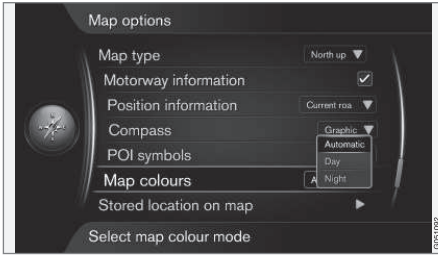 Map options
Map type North up
Motorway information
Position information Current roa
Compass Graphic
Automatic
POI symbols
Day
Map colours A Night
Stored location on map
Select map colour mode
G051092